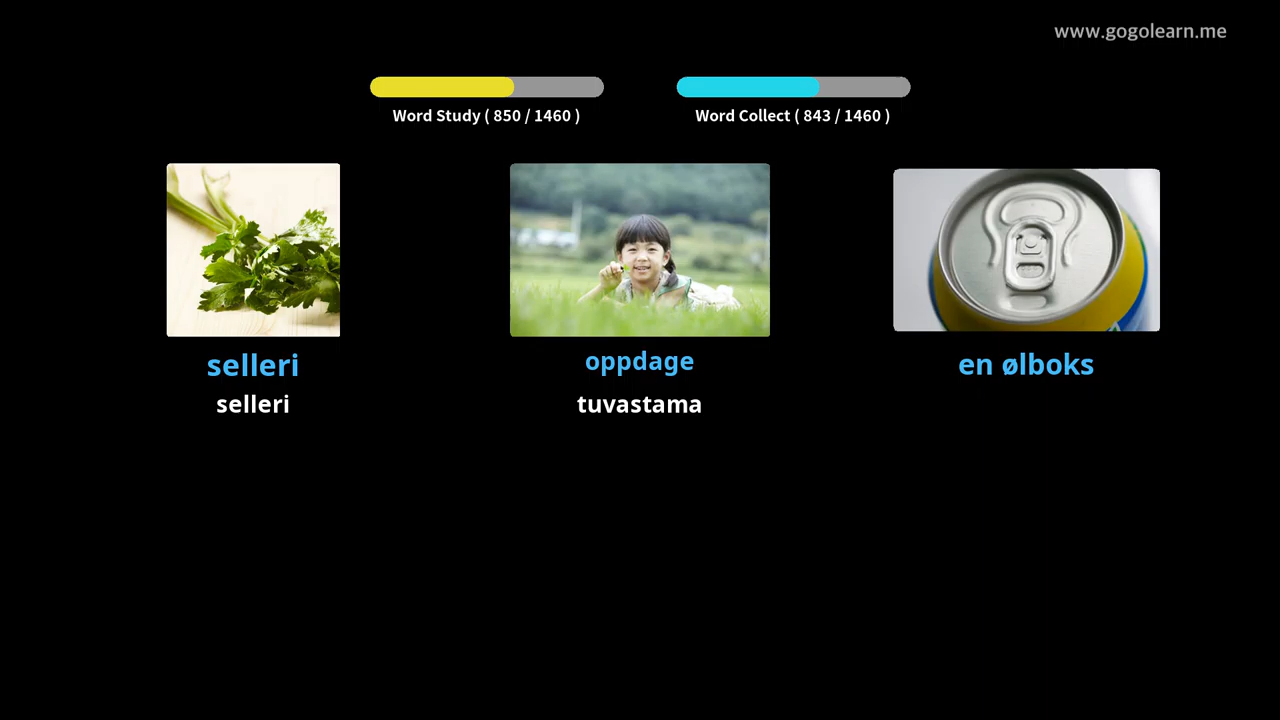 www.gogolearn.me
Word Study ( 850 / 1460 )
Word Collect ( 843 / 1460 )
selleri
selleri
oppdage
tuvastama
en ølboks